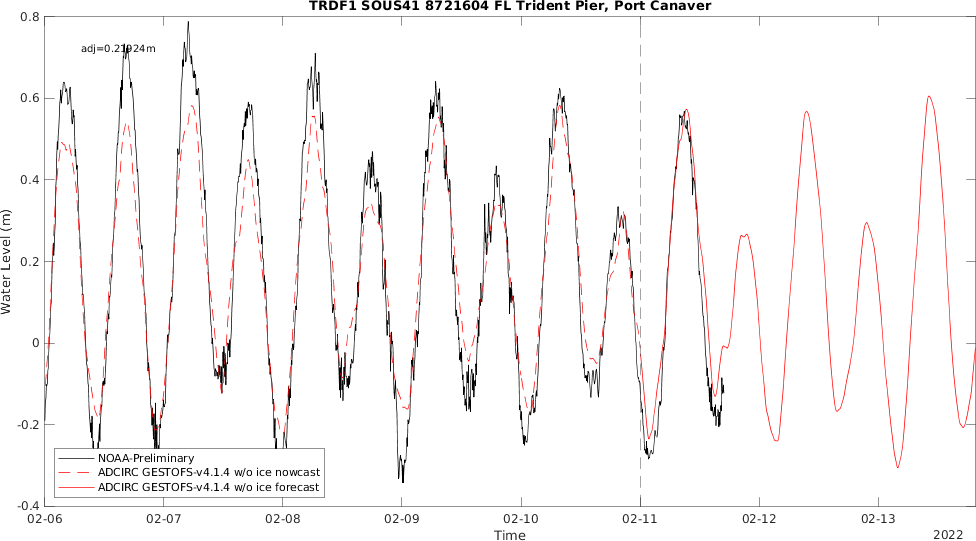 TRDF1 SOUS41 8721604 FL Trident Pier, Port Canaver
adj=0.21924m
0.8
0.6
0.4
0.2
0
-0.2
-0.4
Water Level (m)
NOAA-Preliminary
ADCIRC GESTOFS-v4.1.4 w/o ice nowcast
ADCIRC GESTOFS-v4.1.4 w/o ice forecast
02-06 02-07 02-08 02-09 02-10 02-11 02-12 02-13
Time
2022